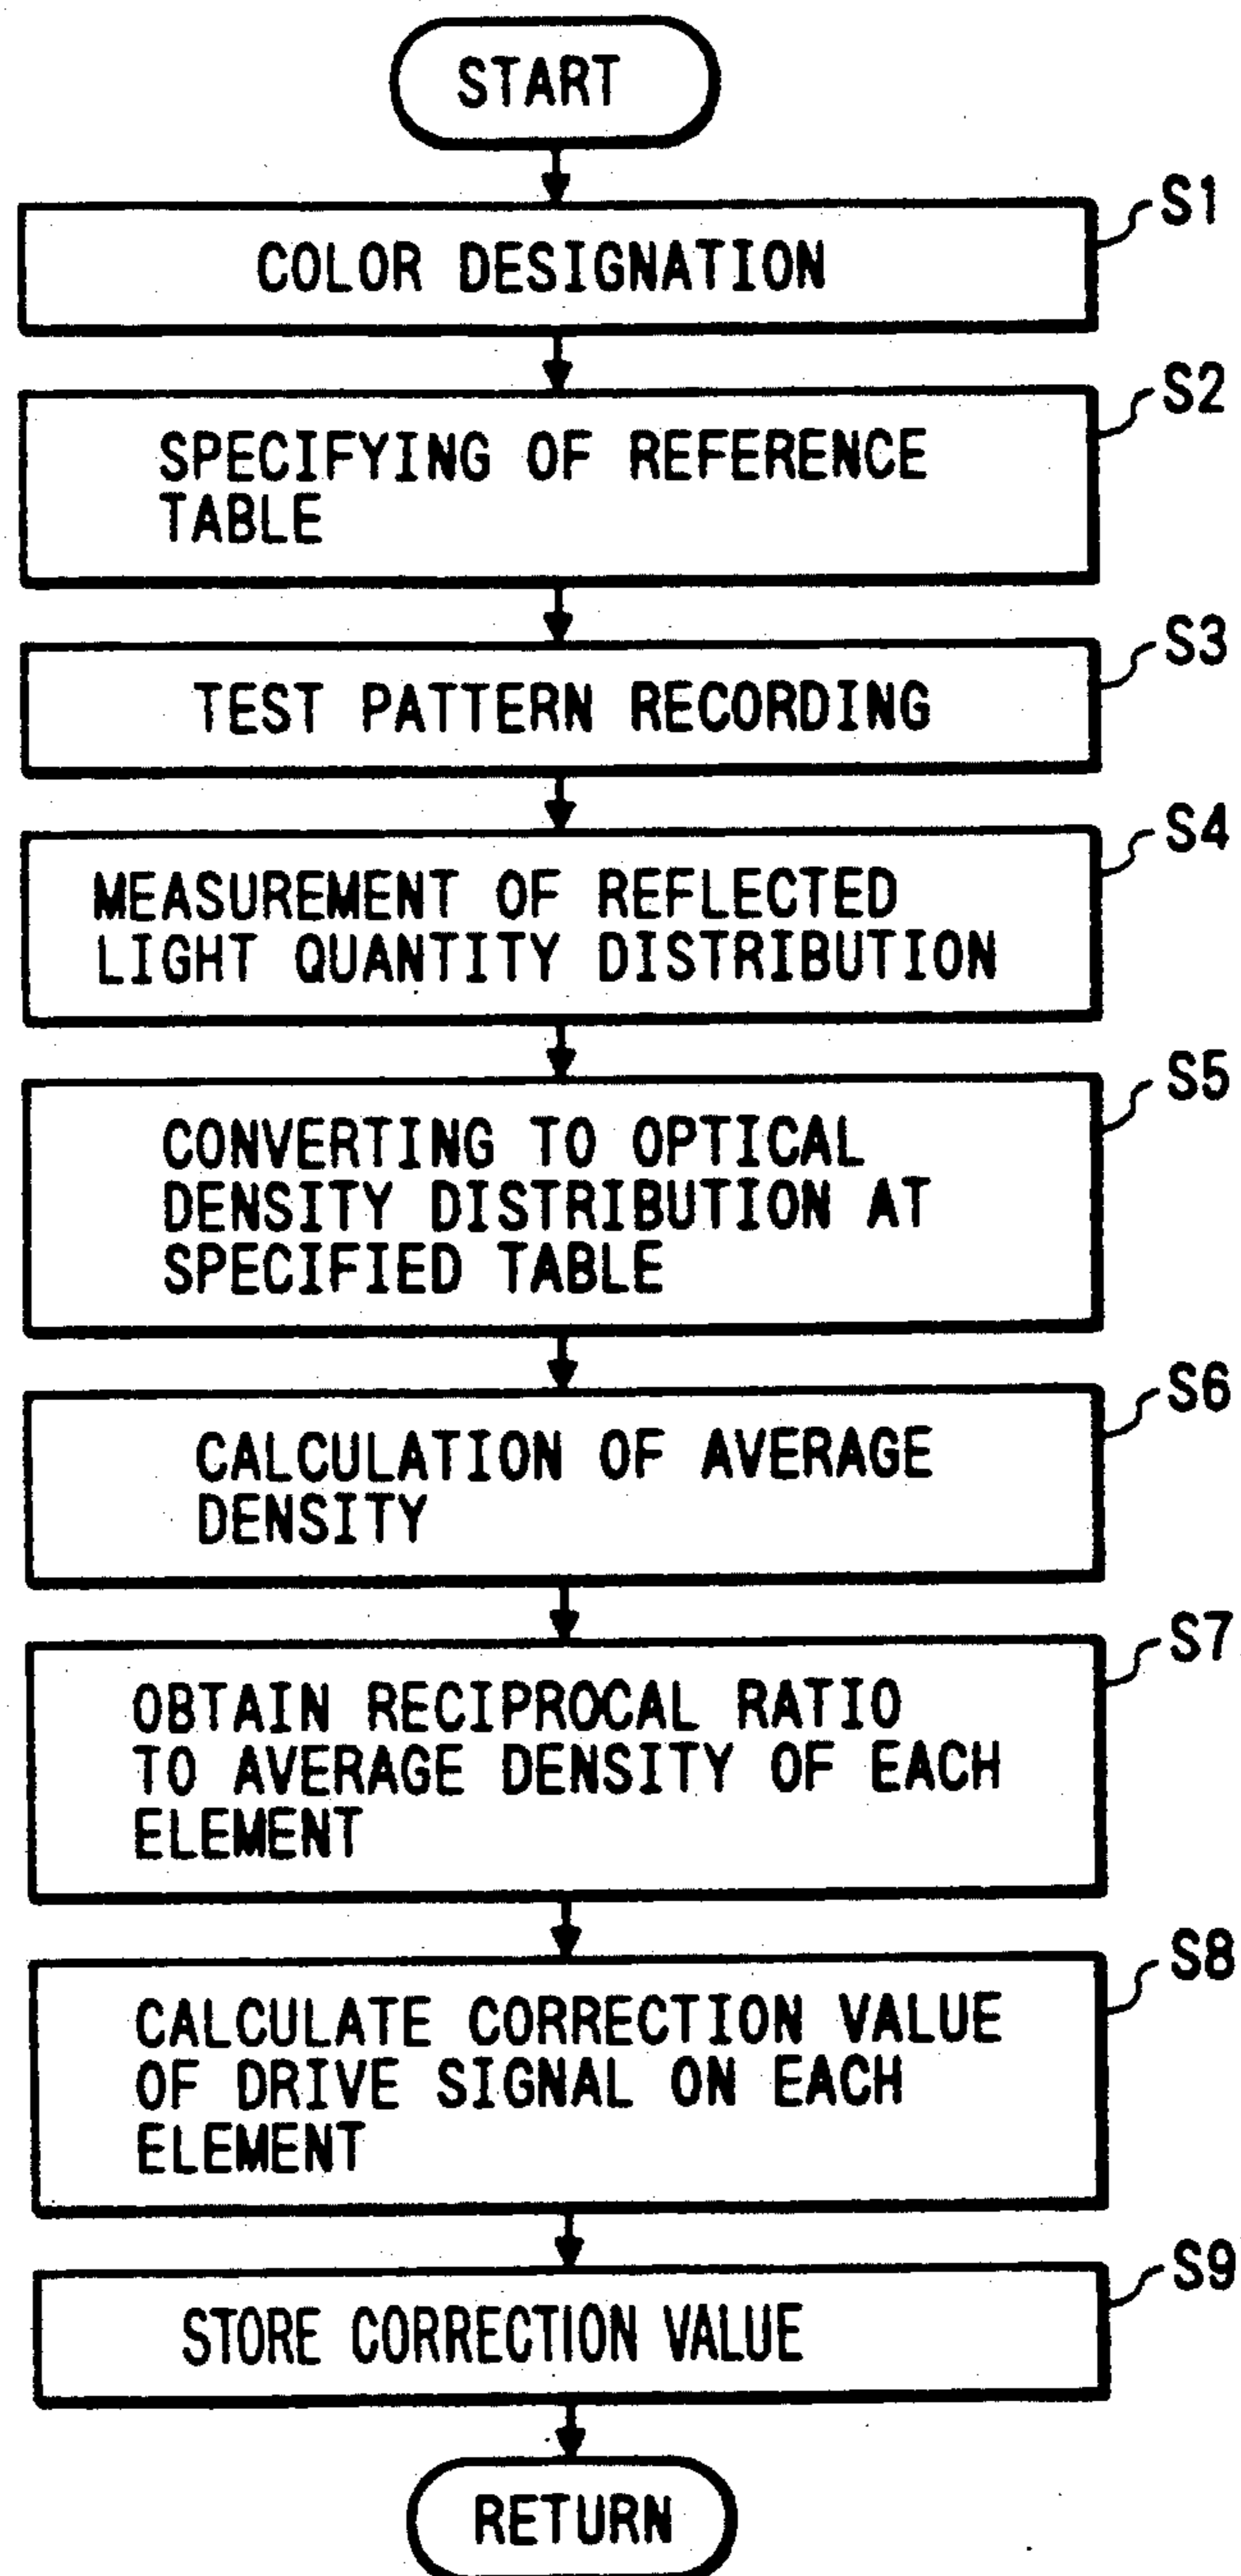 START
S1
COLOR DESIGNATION
S2
SPECIFYING OF REFERENCE
TABLE
S3
TEST PATTERN RECORDING
S4
MEASUREMENT OF REFLECTED
LIGHT QUANTITY DISTRIBUTION
S5
CONVERTING TO OPTICAL
DENSITY DISTRIBUTION AT
SPECIFIED TABLE
S6
CALCULATION OF AVERAGE
DENSITY
S7
OBTAIN RECIPROCAL RATIO
TO AVERAGE DENSITY OF EACH
ELEMENT
S8
CALCULATE CORRECTION VALUE
OF DRIVE SIGNAL ON EACH
ELEMENT
S9
STORE CORRECTION VALUE
RETURN